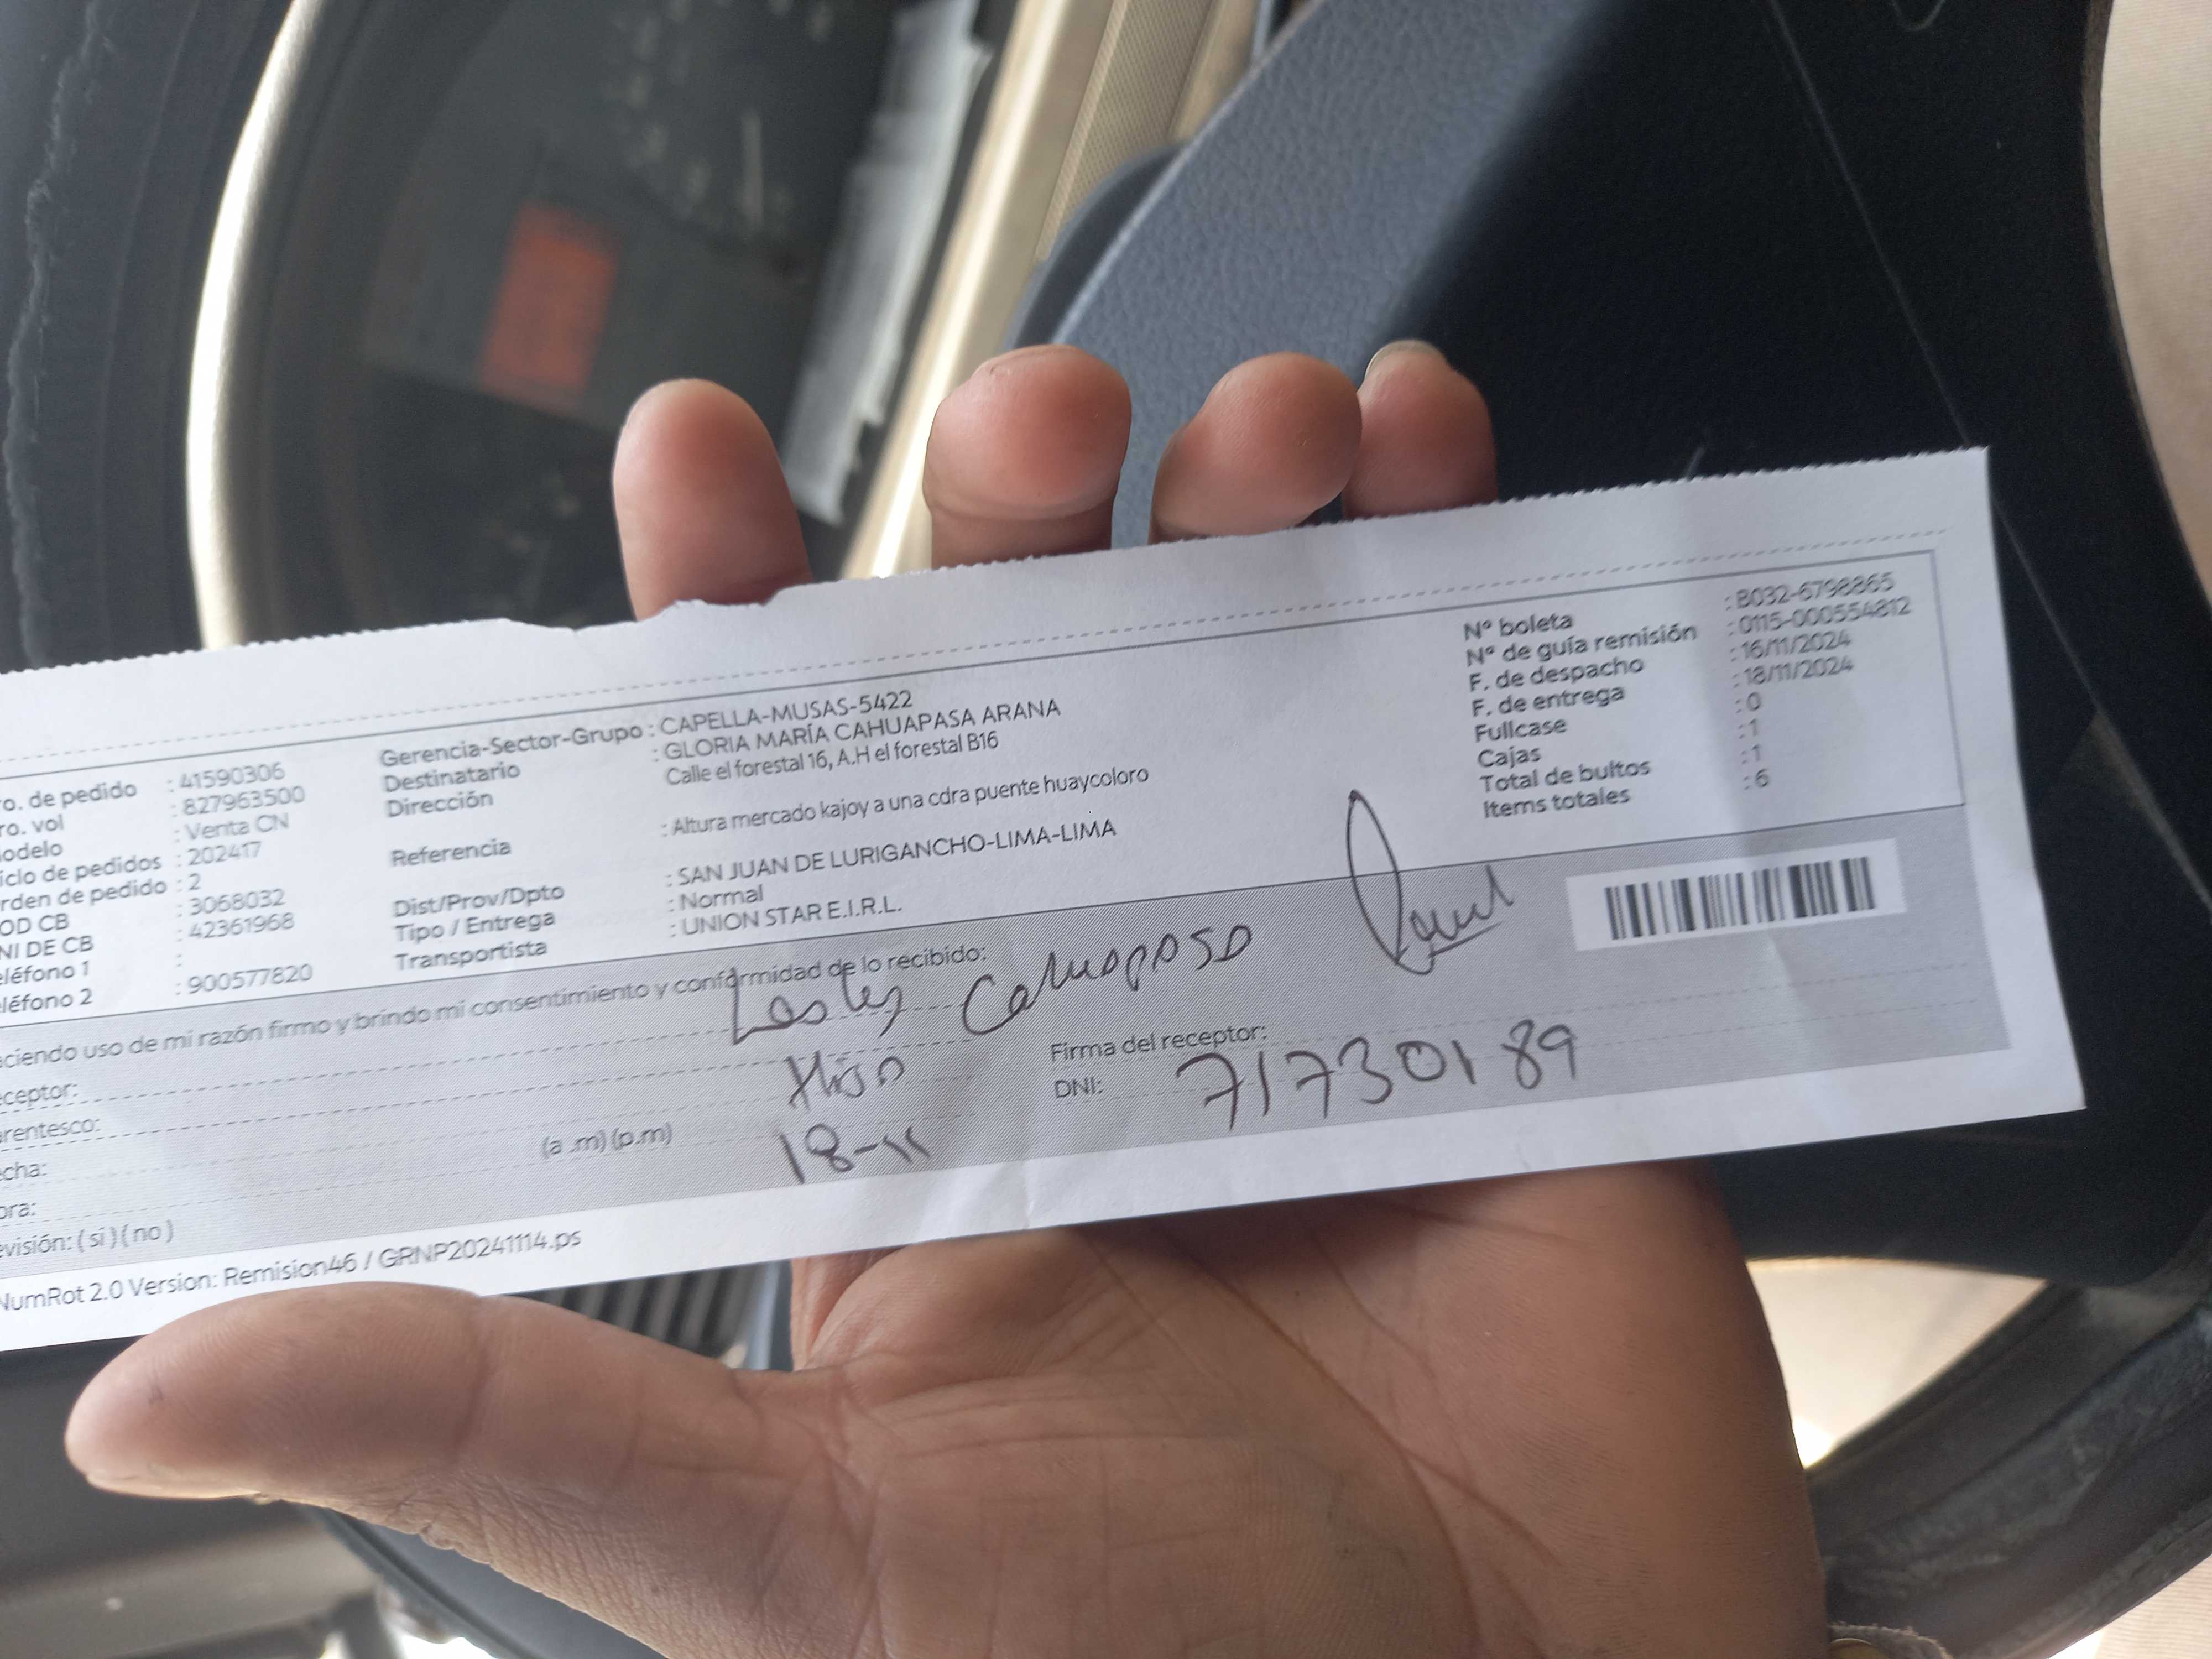 ro. de pedido : 41590306
ro. vol : 827963500
odelo : Venta CN
iclo de pedidos : 202417
rden de pedido : 2
OD CB : 3068032
NI DE CB : 42361968
eléfono 1 :
léfono 2 : 900577820
Gerencia-Sector-Grupo : CAPELLA-MUSAS-5422
Destinatario : GLORIA MARÍA CAHUAPASA ARANA
Dirección Calle el forestal 16, A.H el forestal B16
Referencia : Altura mercado kajoy a una cdra puente huaycoloro
Dist/Prov/Dpto : SAN JUAN DE LURIGANCHO-LIMA-LIMA
Tipo / Entrega : Normal
Transportista : UNION STAR E.I.R.L.
Nº boleta : B032-6798865
Nº de guía remisión : 0115-000554812
F. de despacho : 16/11/2024
F. de entrega : 18/11/2024
Fullcase : 0
Cajas : 1
Total de bultos : 1
Items totales : 6
ciendo uso de mi razón firmo y brindo mi consentimiento y conformidad de lo recibido:
ceptor: Lesley Cahuapasa
Firma del receptor:
rentesco: Hijo
DNI: 71730189
cha: 18-11
ora: (a .m) (p.m)
evisión: ( si ) ( no )
NumRot 2.0 Version: Remision46 / GRNP20241114.ps